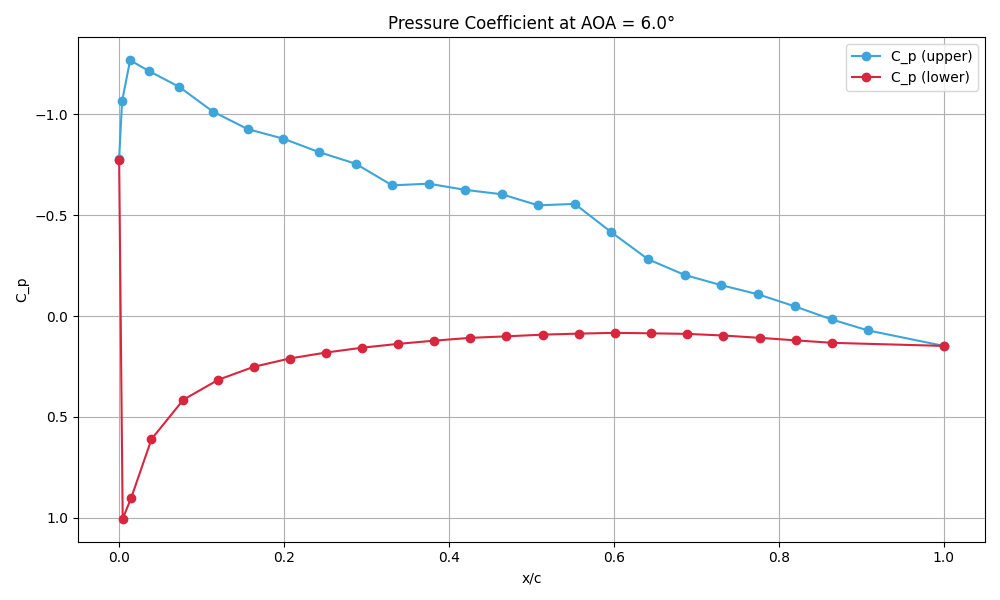 Pressure Coefficient at AOA = 6.0°
C_p (upper)
C_p (lower)
C_p
−1.0
−0.5
0.0
0.5
1.0
0.0 0.2 0.4 0.6 0.8 1.0
x/c